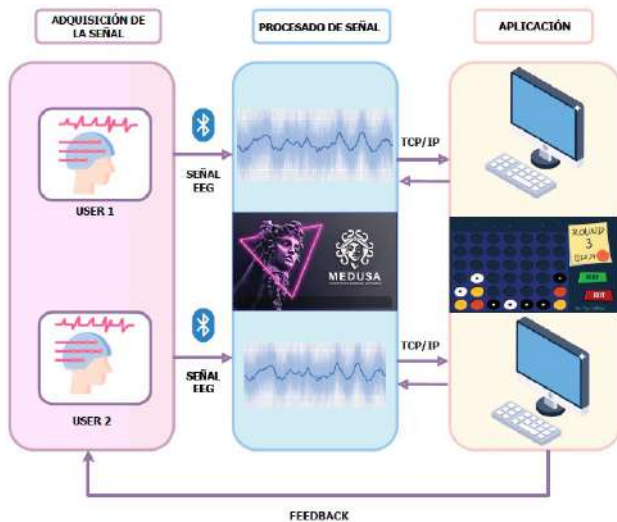 ADQUISICIÓN DE
LA SEÑAL
PROCESADO DE SEÑAL
APLICACIÓN
USER 1
SEÑAL
EEG
TCP/IP
MEDUSA
ROUND
3
USER 2
SEÑAL
EEG
TCP/IP
FEEDBACK